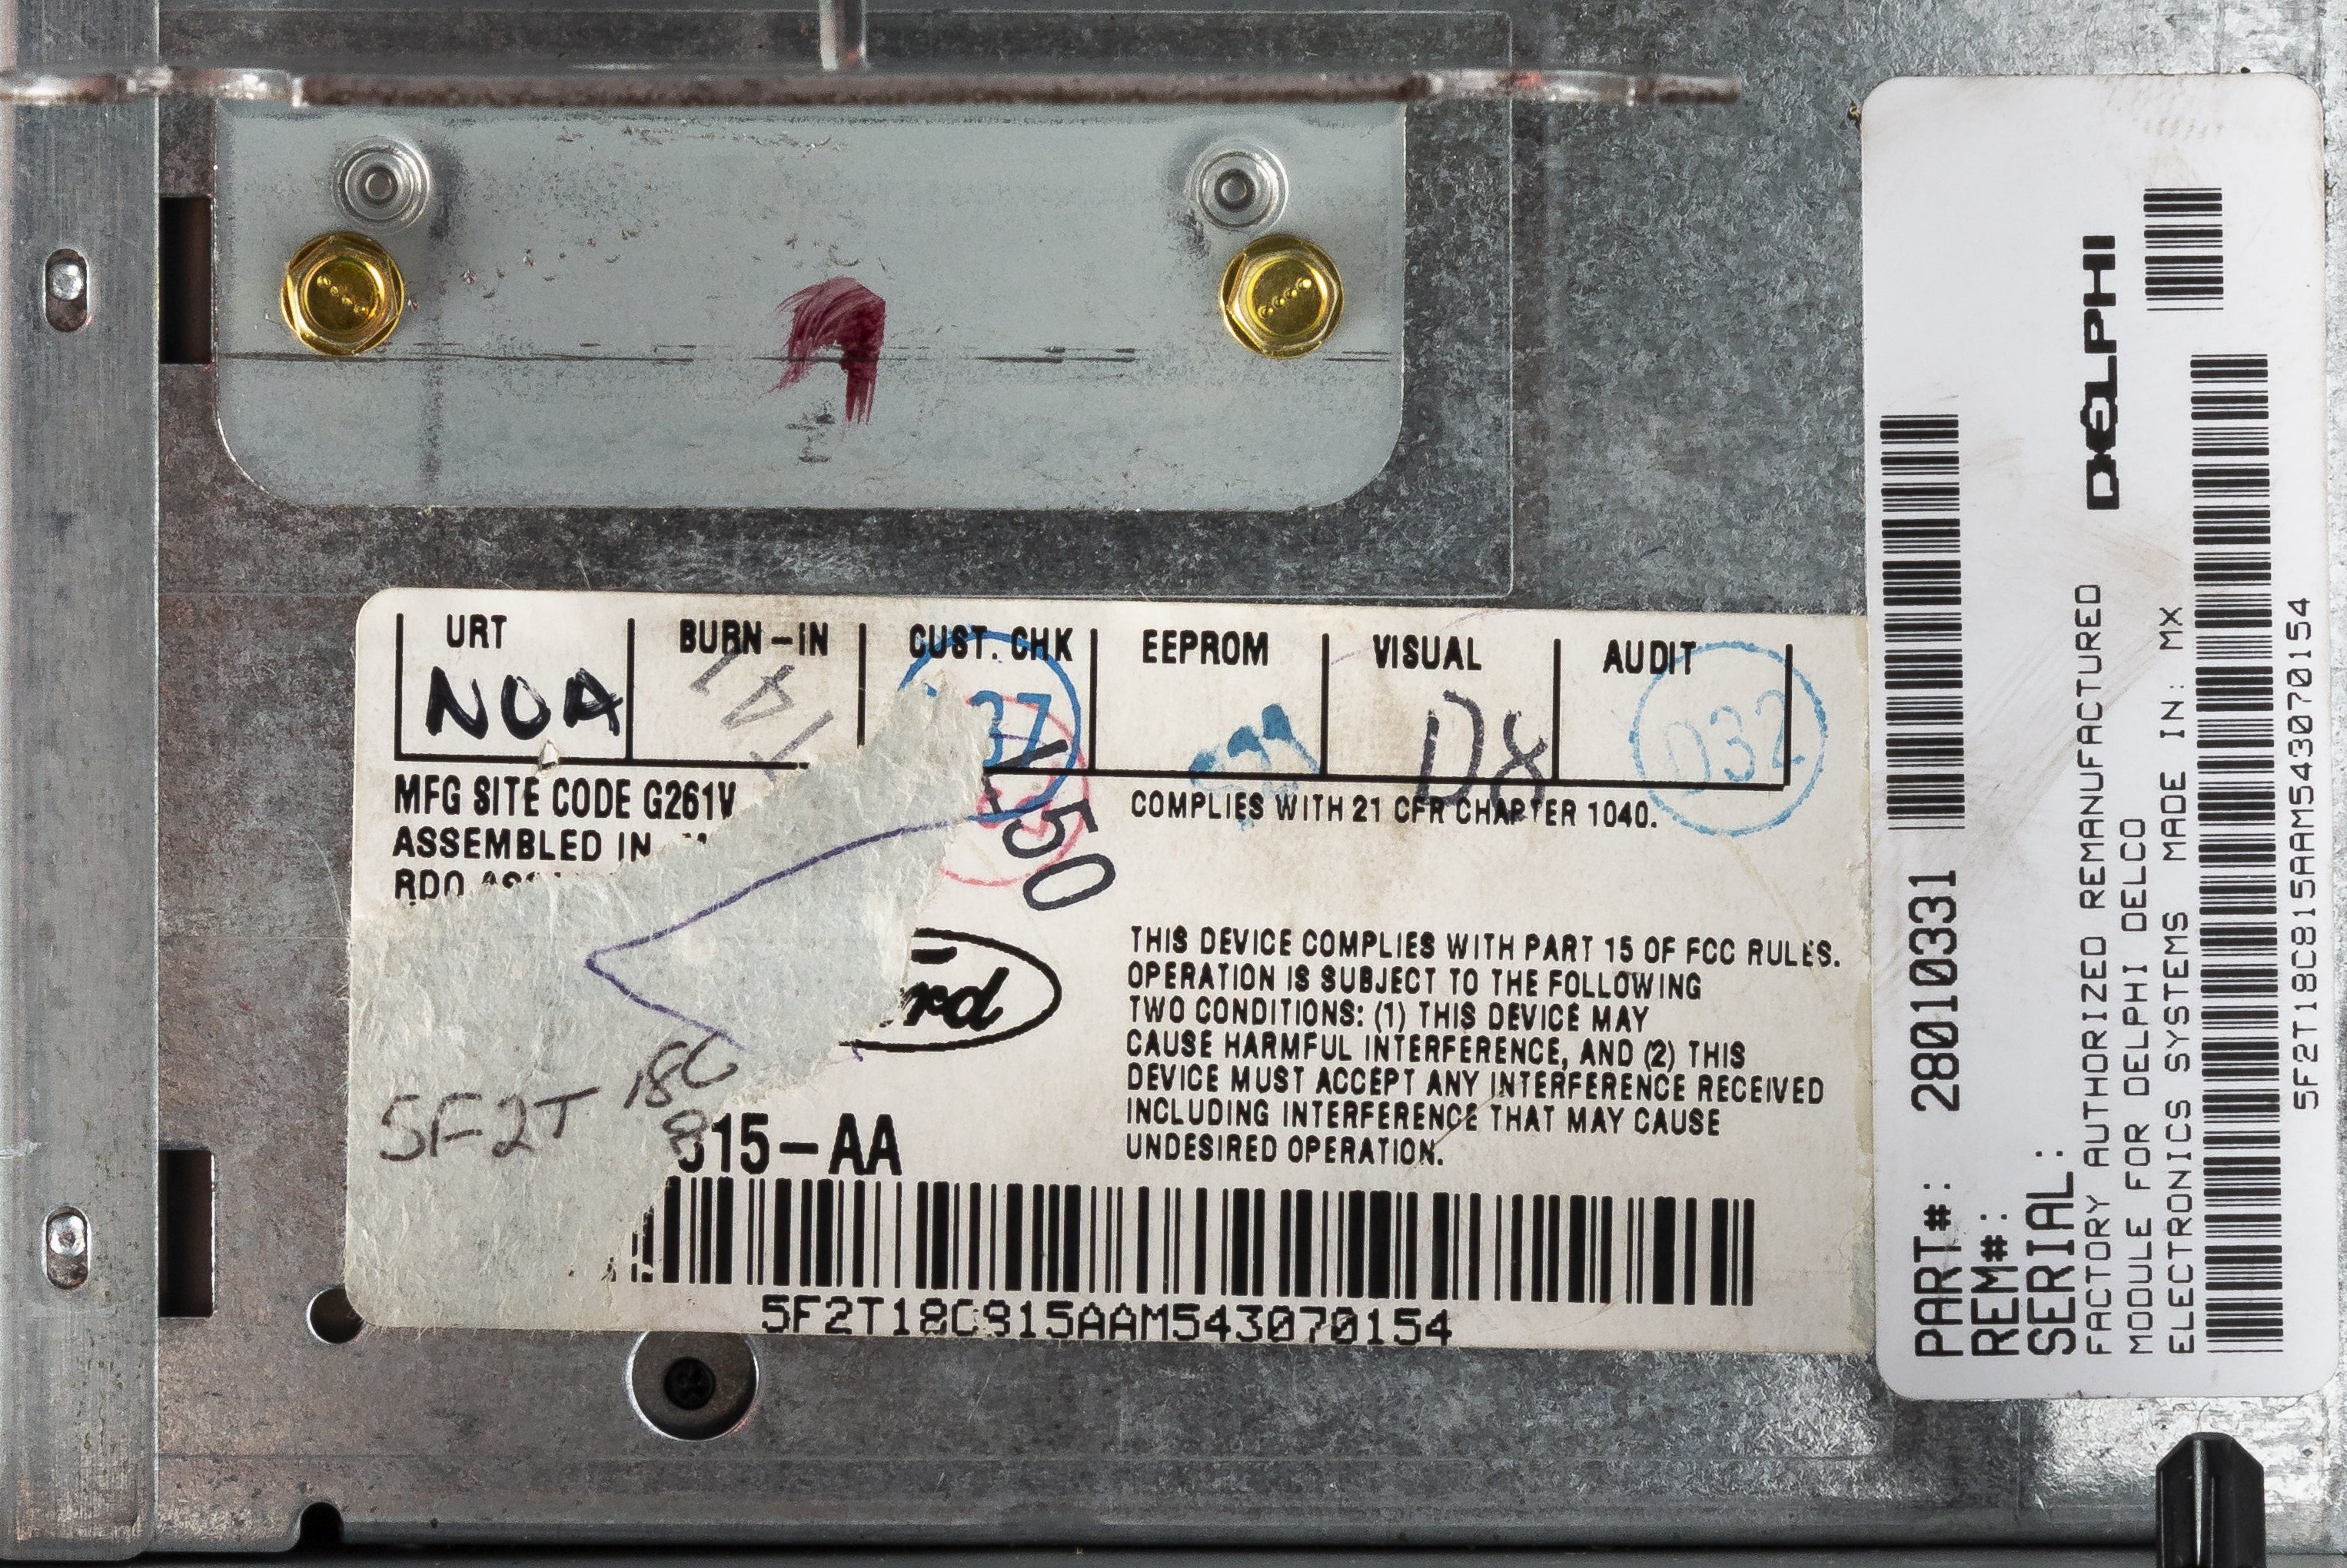 URT BURN-IN CUST. CHK EEPROM VISUAL AUDIT
NOA 37 D8 032
MFG SITE CODE G261V
ASSEMBLED IN
50
COMPLIES WITH 21 CFR CHAPTER 1040.
THIS DEVICE COMPLIES WITH PART 15 OF FCC RULES.
OPERATION IS SUBJECT TO THE FOLLOWING
TWO CONDITIONS: (1) THIS DEVICE MAY
CAUSE HARMFUL INTERFERENCE, AND (2) THIS
DEVICE MUST ACCEPT ANY INTERFERENCE RECEIVED
INCLUDING INTERFERENCE THAT MAY CAUSE
UNDESIRED OPERATION.
5F2T 18C
815-AA
5F2T18C815AAM543070154
PART#: 28010331
REM#:
SERIAL:
DELPHI
FACTORY AUTHORIZED REMANUFACTURED
MODULE FOR DELPHI DELCO
ELECTRONICS SYSTEMS MADE IN: MX
5F2T18C815AAM543070154